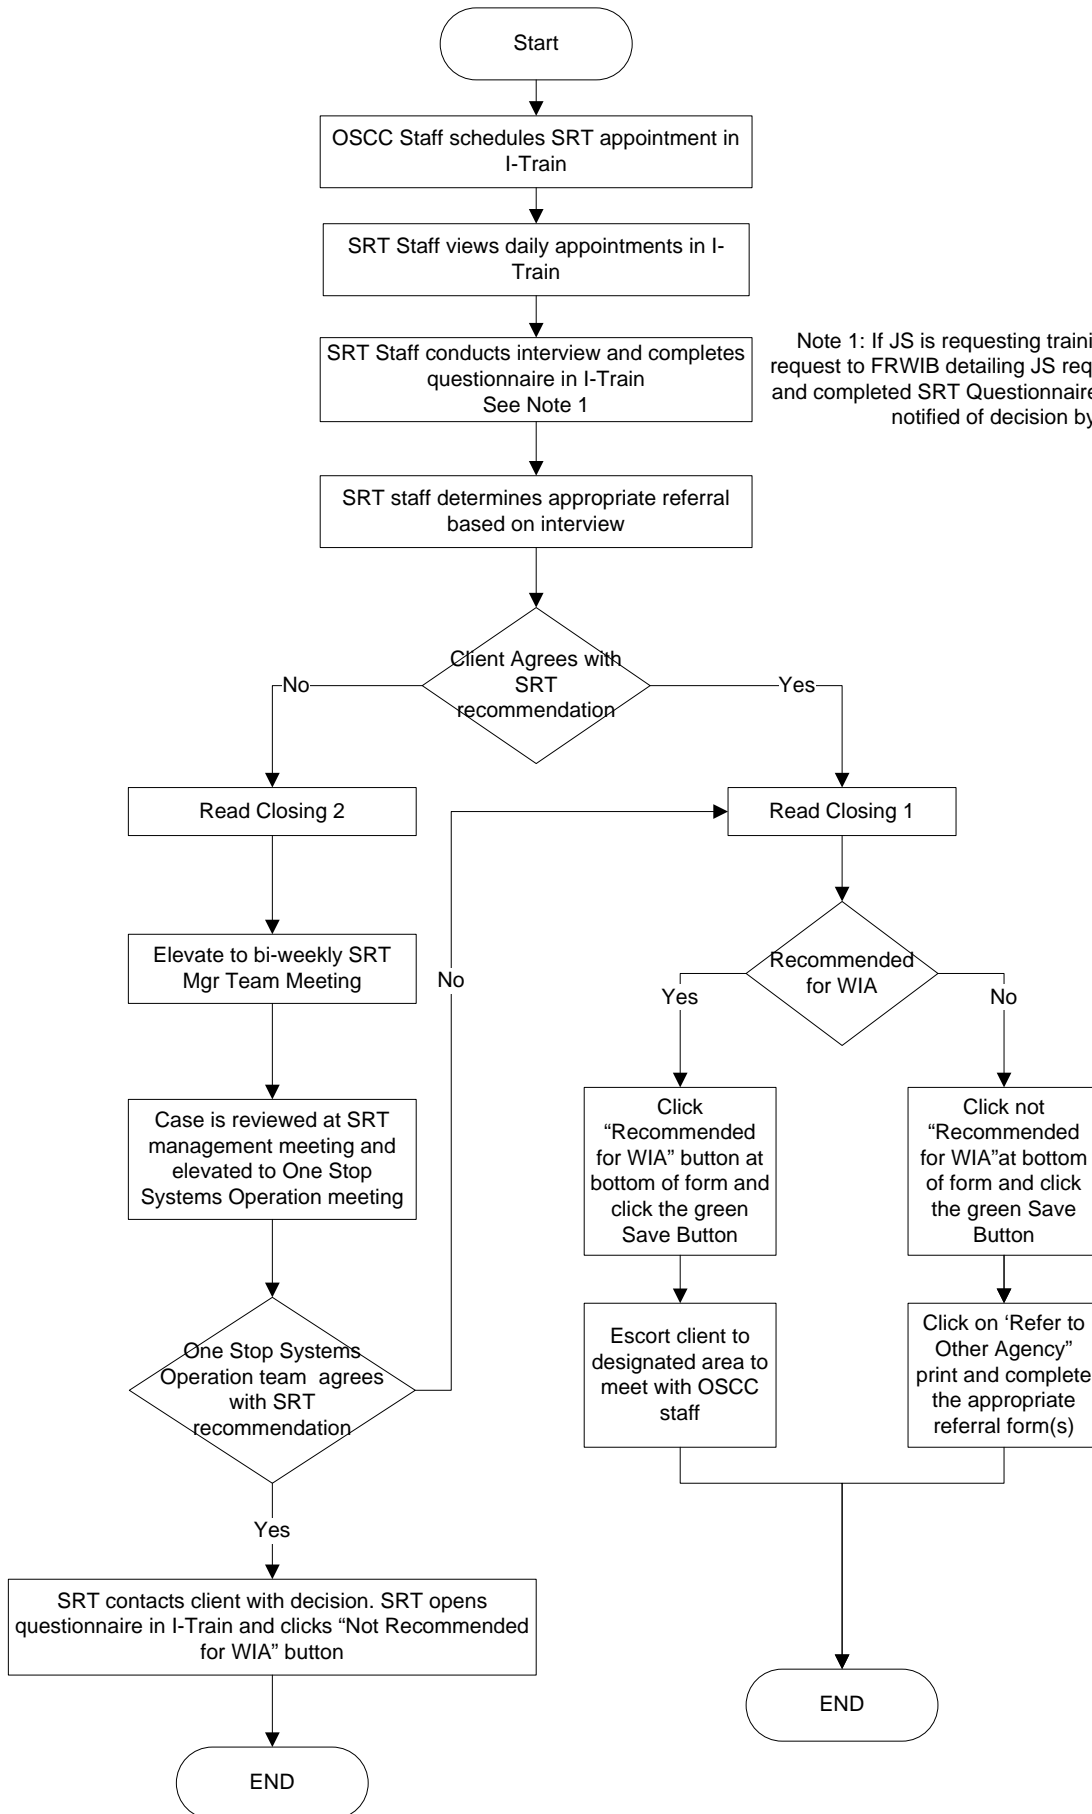 Start
OSCC Staff schedules SRT appointment in
I-Train
SRT Staff views daily appointments in I-
Train
SRT Staff conducts interview and completes
questionnaire in I-Train
See Note 1
Note 1: If JS is requesting
request to FRWIB detailing JS
and completed SRT Questionnaire
notified of decision by
SRT staff determines appropriate referral
based on interview
Client Agrees with
SRT
recommendation
No
Yes
Read Closing 2
Read Closing 1
Elevate to bi-weekly SRT
Mgr Team Meeting
No
Recommended
for WIA
Yes
No
Case is reviewed at SRT
management meeting and
elevated to One Stop
Systems Operation meeting
Click
“Recommended
for WIA” button at
bottom of form and
click the green
Save Button
Click not
“Recommended
for WIA”at bottom
of form and click
the green Save
Button
One Stop Systems
Operation team agrees
with SRT
recommendation
Escort client to
designated area to
meet with OSCC
staff
Click on ‘Refer to
Other Agency”
print and complete
the appropriate
referral form(s)
Yes
SRT contacts client with decision. SRT opens
questionnaire in I-Train and clicks “Not Recommended
for WIA” button
END
END